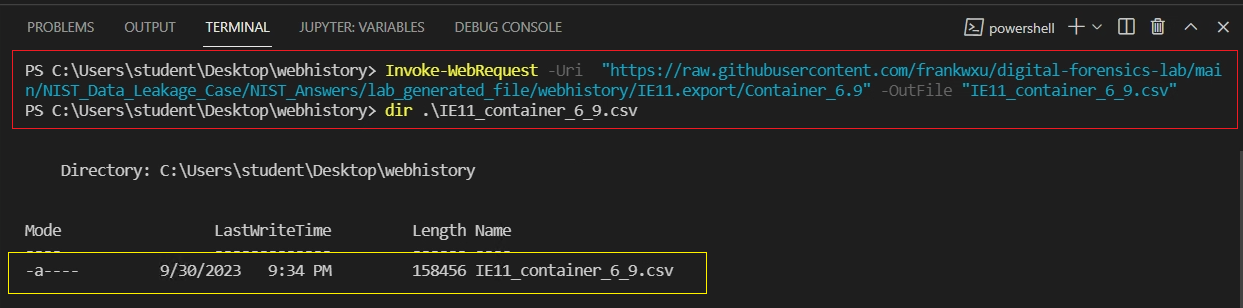 PROBLEMS OUTPUT TERMINAL JUPYTER: VARIABLES DEBUG CONSOLE powershell
PS C:\Users\student\Desktop\webhistory> Invoke-WebRequest -Uri  "https://raw.githubusercontent.com/frankwxu/digital-forensics-lab/mai
n/NIST_Data_Leakage_Case/NIST_Answers/lab_generated_file/webhistory/IE11.export/Container_6.9" -OutFile "IE11_container_6_9.csv"
PS C:\Users\student\Desktop\webhistory> dir .\IE11_container_6_9.csv
Directory: C:\Users\student\Desktop\webhistory
Mode LastWriteTime Length Name
---- ------------- ------ ----
-a---- 9/30/2023 9:34 PM 158456 IE11_container_6_9.csv